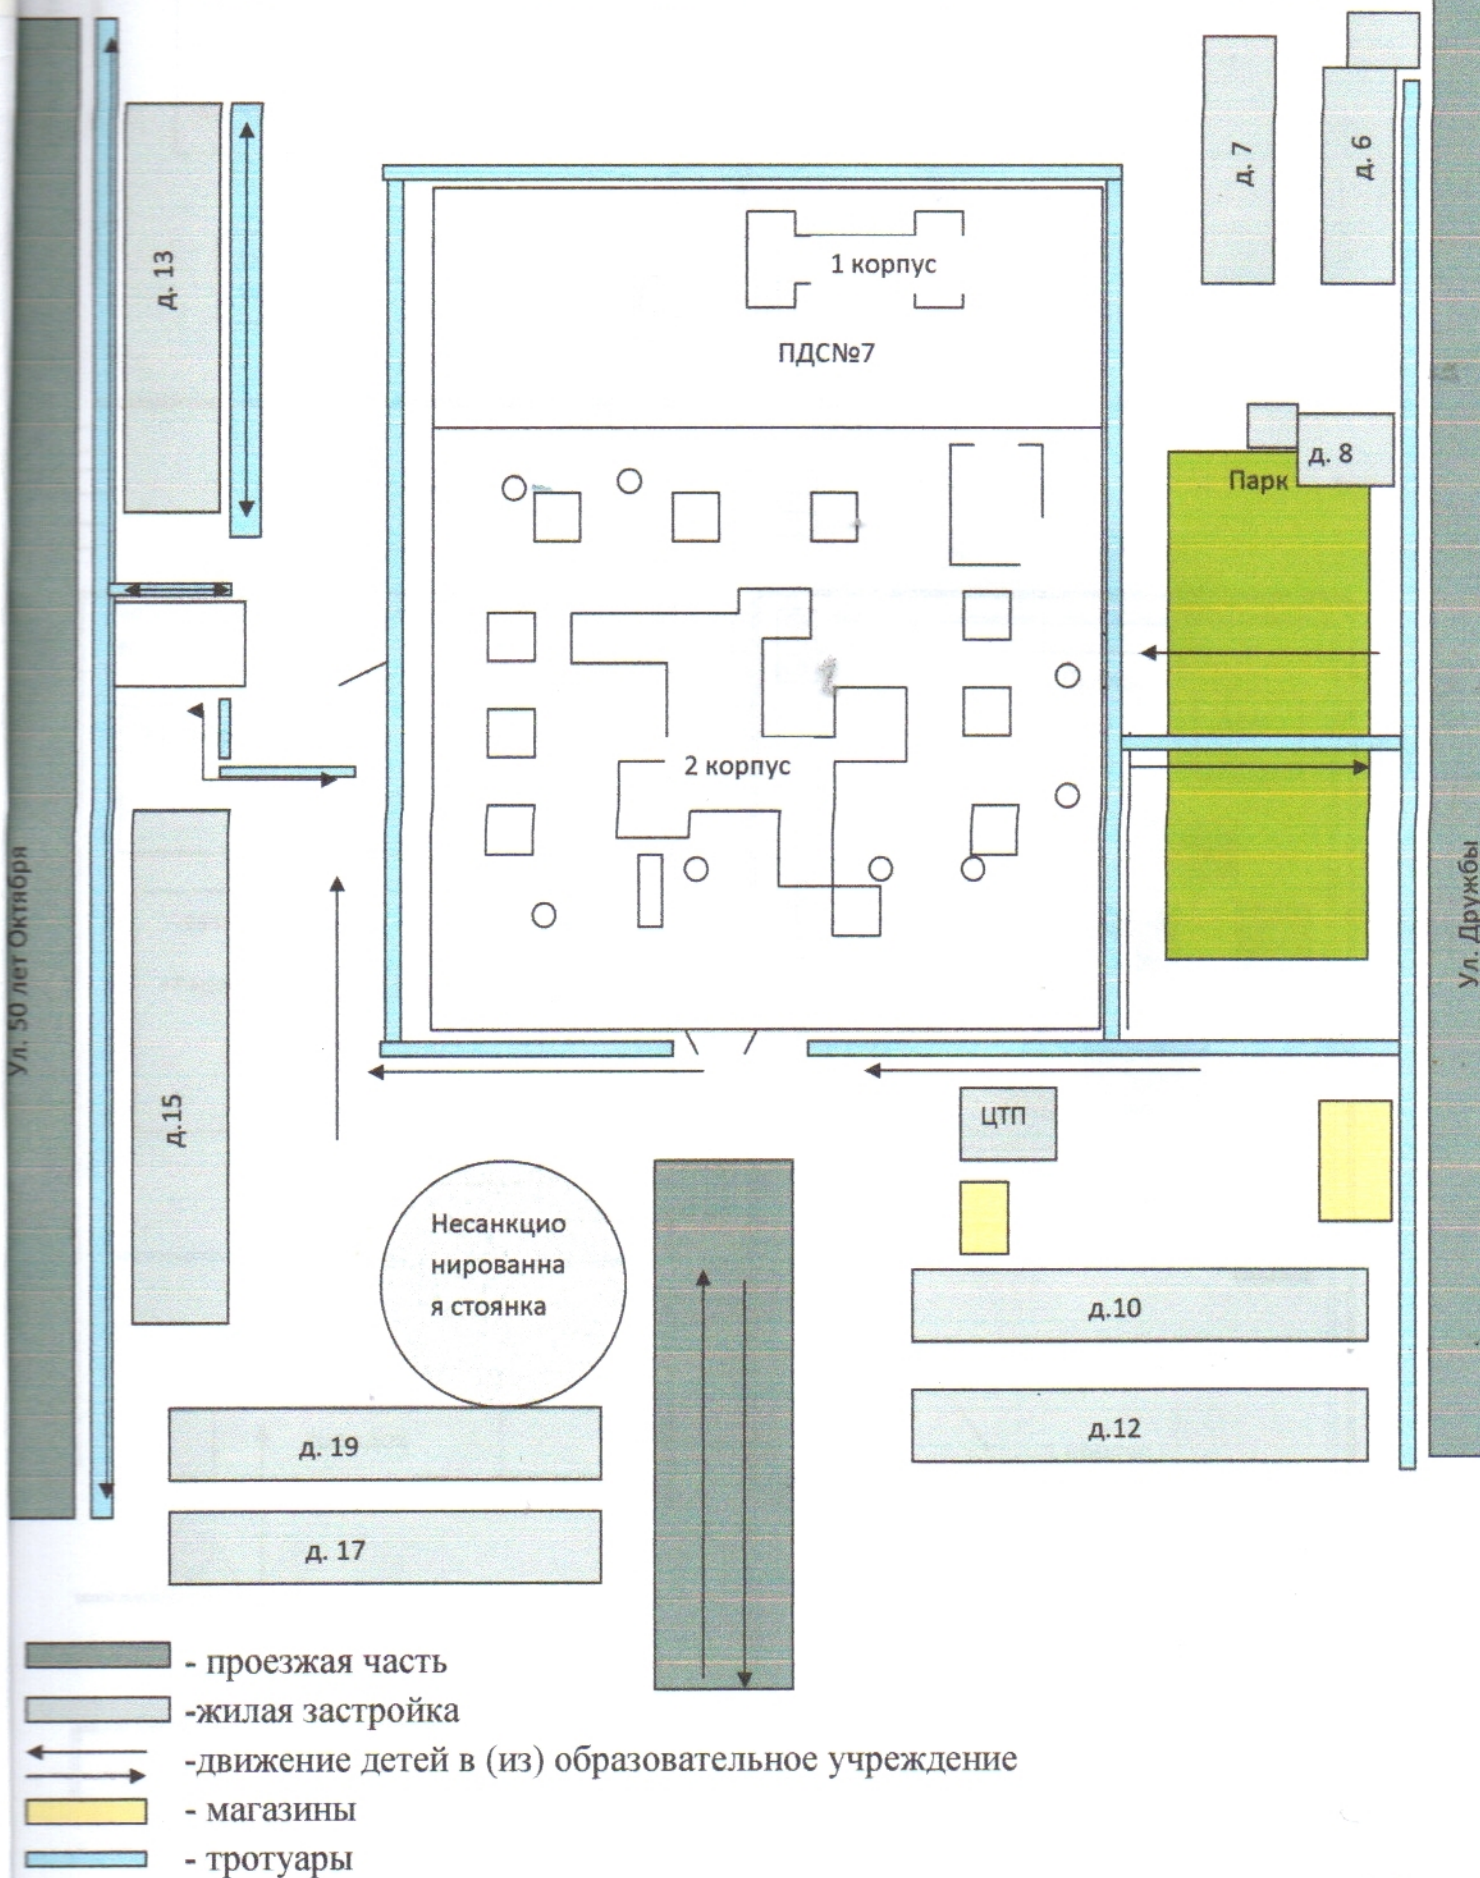 д. 7
д. 6
д. 13
1 корпус
ПДС№7
д. 8
Парк
2 корпус
Ул. 50 лет Октября
Ул. Дружбы
д.15
ЦТП
Несанкцио
нированна
я стоянка
д.10
д.12
д. 19
д. 17
- проезжая часть
-жилая застройка
-движение детей в (из) образовательное учреждение
- магазины
- тротуары